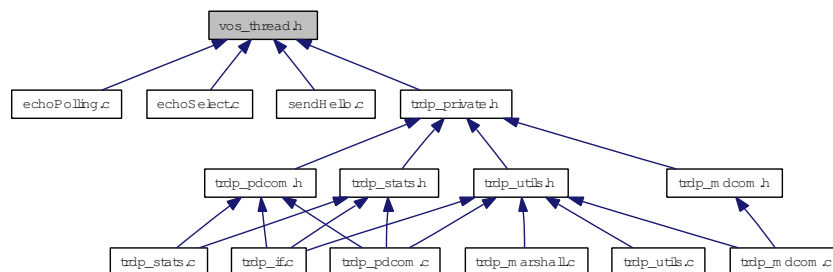 vos_thread.h
echoPolling.c
echoSelect.c
sendHello.c
trdp_private.h
trdp_pdcom.h
trdp_stats.h
trdp_utils.h
trdp_mdcom.h
trdp_stats.c
trdp_if.c
trdp_pdcom.c
trdp_marshall.c
trdp_utils.c
trdp_mdcom.c